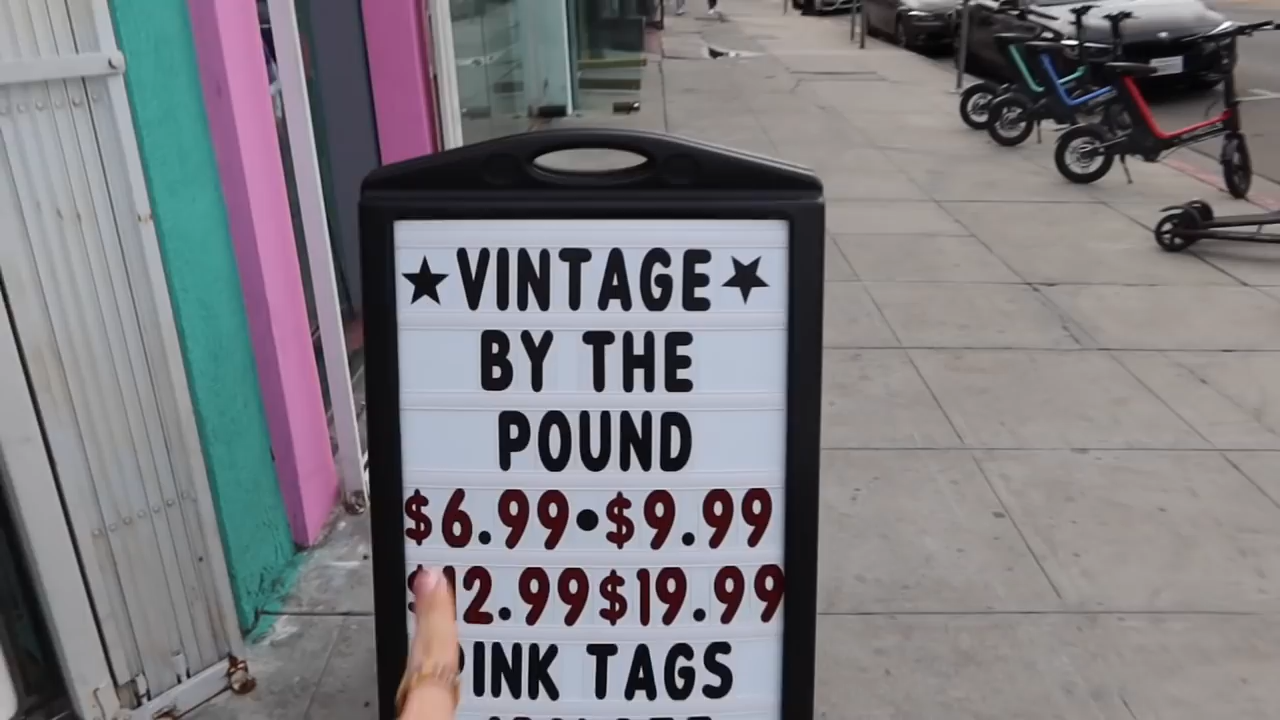 ★VINTAGE★
BY THE
POUND
$6.99•$9.99
$12.99$19.99
PINK TAGS